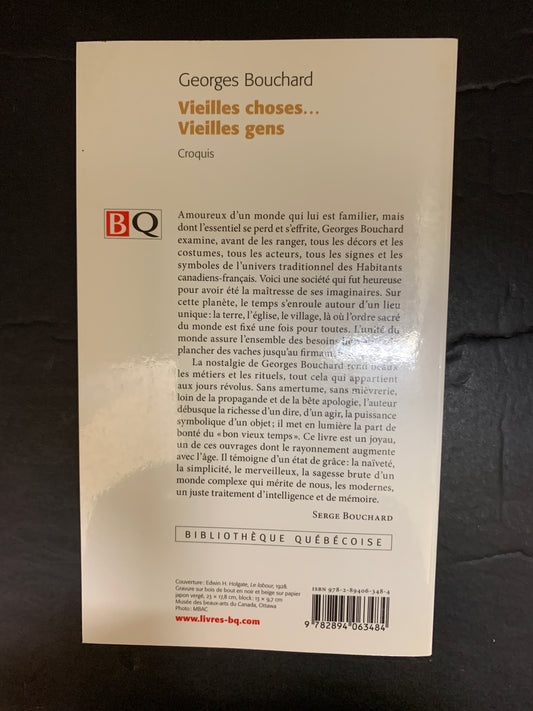 Georges Bouchard
Vieilles choses...
Vieilles gens
Croquis
BQ
Amoureux d'un monde qui lui est familier, mais
dont l'essentiel se perd et s'effrite, Georges Bouchard
examine, avant de les ranger, tous les décors et les
costumes, tous les acteurs, tous les signes et les
symboles de l'univers traditionnel des Habitants
canadiens-français. Voici une société qui fut heureuse
pour avoir été la maîtresse de ses imaginaires. Sur
cette planète, le temps s'enroule autour d'un lieu
unique : la terre, l'église, le village, là où l'ordre sacré
du monde est fixé une fois pour toutes. L'unité du
monde assure l'ensemble des besoins
plancher des vaches jusqu'au
La nostalgie de Georges Bouchard rend beaux
les métiers et les rituels, tout cela qui appartient
aux jours révolus. Sans amertume, sans mièvrerie,
loin de la propagande et de la bête apologie, l'auteur
débusque la richesse d'un dire, d'un agir, la puissance
symbolique d'un objet ; il met en lumière la part de
bonté du « bon vieux temps ». Ce livre est un joyau,
un de ces ouvrages dont le rayonnement augmente
avec l'âge. Il témoigne d'un état de grâce : la naïveté,
la simplicité, le merveilleux, la sagesse brute d'un
monde complexe qui mérite de nous, les modernes,
un juste traitement d'intelligence et de mémoire.
Serge Bouchard
BIBLIOTHÈQUE QUÉBÉCOISE
Couverture : Edwin H. Holgate, Le labour, 1928.
Gravure sur bois de bout en noir et beige sur papier
japon vergé, 23 × 17,8 cm, block : 13 × 9,7 cm
Musée des beaux-arts du Canada, Ottawa
Photo : MBAC
www.livres-bq.com
ISBN 978-2-89406-348-4
9 782894 063484